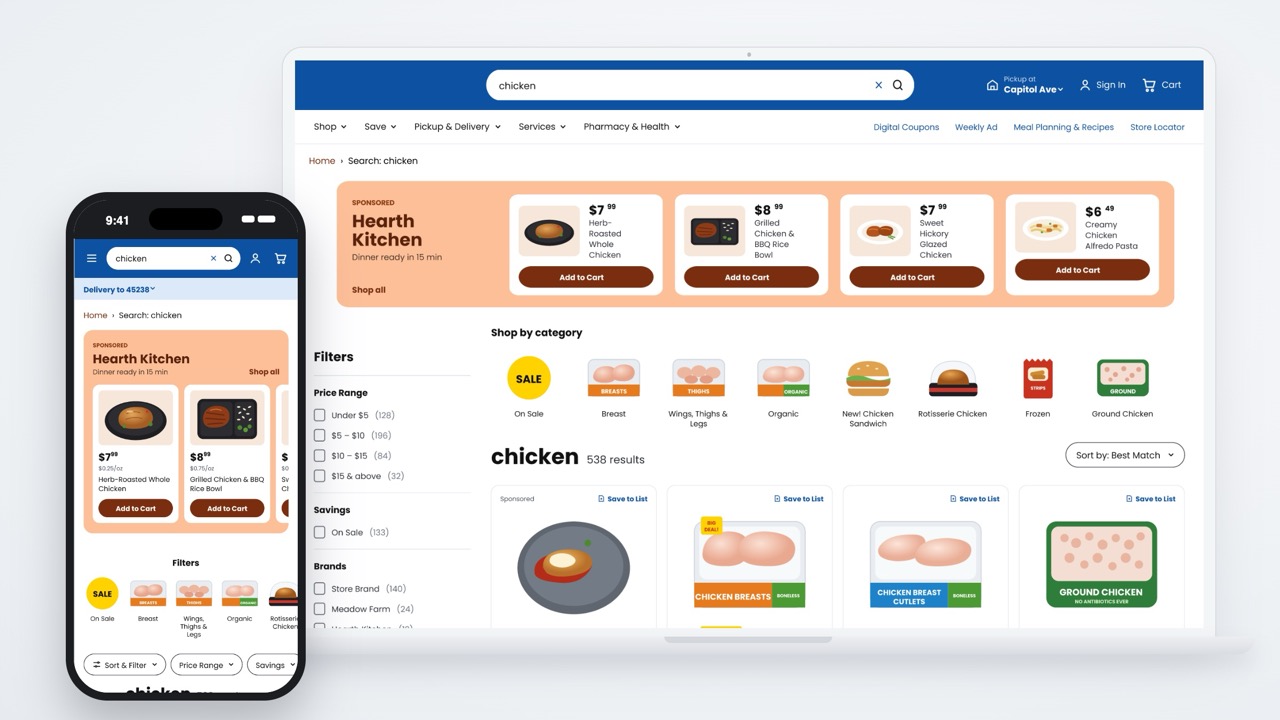 chicken
Pickup at
Capitol Ave
Sign In
Cart
Shop
Save
Pickup & Delivery
Services
Pharmacy & Health
Digital Coupons
Weekly Ad
Meal Planning & Recipes
Store Locator
Home › Search: chicken
SPONSORED
Hearth
Kitchen
Dinner ready in 15 min
Shop all
$7 99
Herb-
Roasted
Whole
Chicken
Add to Cart
$8 99
Grilled
Chicken &
BBQ Rice
Bowl
Add to Cart
$7 99
Sweet
Hickory
Glazed
Chicken
Add to Cart
$6 49
Creamy
Chicken
Alfredo Pasta
Add to Cart
Filters
Price Range
Under $5 (128)
$5 – $10 (196)
$10 – $15 (84)
$15 & above (32)
Savings
On Sale (133)
Brands
Store Brand (140)
Meadow Farm (24)
Shop by category
SALE
On Sale
BREASTS
Breast
THIGHS
Wings, Thighs &
Legs
ORGANIC
Organic
New! Chicken
Sandwich
Rotisserie Chicken
STRIPS
Frozen
GROUND
Ground Chicken
chicken 538 results
Sort by: Best Match
Sponsored
Save to List
Save to List
BIG
DEAL!
CHICKEN BREASTS
BONELESS
Save to List
CHICKEN BREAST
CUTLETS
BONELESS
Save to List
GROUND CHICKEN
NO ANTIBIOTICS EVER
9:41
chicken
Delivery to 45238
Home › Search: chicken
SPONSORED
Hearth Kitchen
Dinner ready in 15 min
Shop all
$7 99
$0.25/oz
Herb-Roasted Whole
Chicken
Add to Cart
$8 99
$0.75/oz
Grilled Chicken & BBQ
Rice Bowl
Add to Cart
Filters
SALE
On Sale
BREASTS
Breast
THIGHS
Wings,
Thighs &
Legs
ORGANIC
Organic
Rotisserie
Chicken
Sort & Filter
Price Range
Savings
chicken